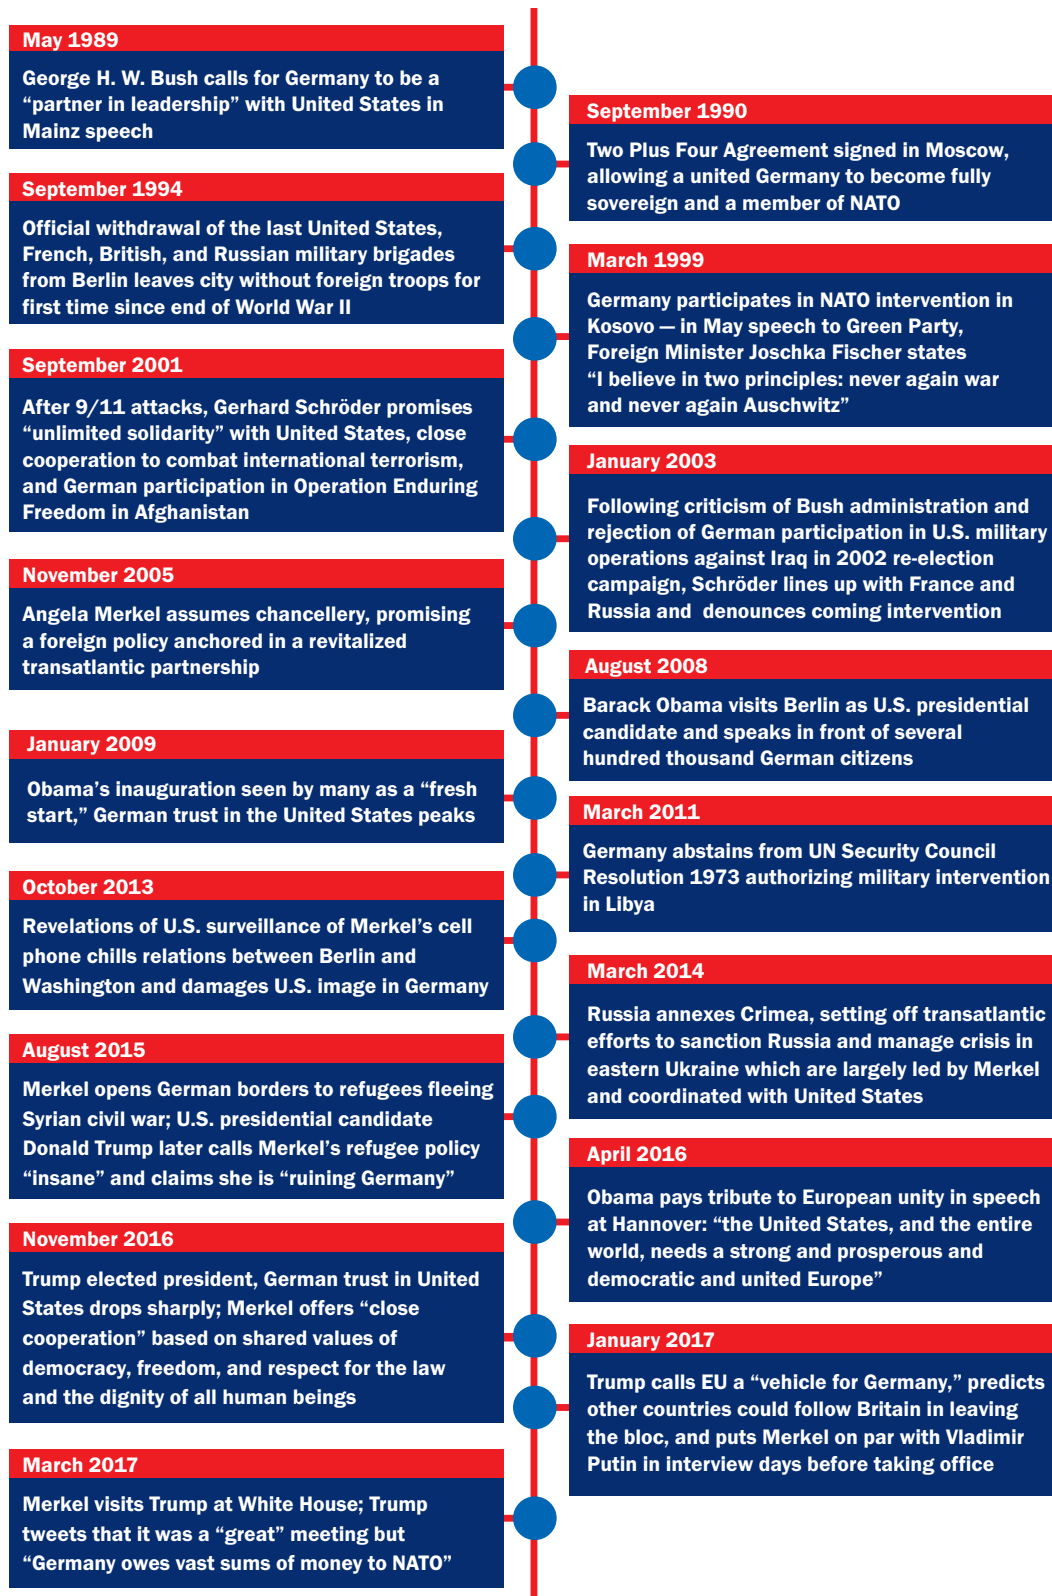 May 1989
George H. W. Bush calls for Germany to be a
“partner in leadership” with United States in
Mainz speech
September 1990
Two Plus Four Agreement signed in Moscow,
allowing a united Germany to become fully
sovereign and a member of NATO
September 1994
Official withdrawal of the last United States,
French, British, and Russian military brigades
from Berlin leaves city without foreign troops for
first time since end of World War II
March 1999
Germany participates in NATO intervention in
Kosovo — in May speech to Green Party,
Foreign Minister Joschka Fischer states
“I believe in two principles: never again war
and never again Auschwitz”
September 2001
After 9/11 attacks, Gerhard Schröder promises
“unlimited solidarity” with United States, close
cooperation to combat international terrorism,
and German participation in Operation Enduring
Freedom in Afghanistan
January 2003
Following criticism of Bush administration and
rejection of German participation in U.S. military
operations against Iraq in 2002 re-election
campaign, Schröder lines up with France and
Russia and denounces coming intervention
November 2005
Angela Merkel assumes chancellery, promising
a foreign policy anchored in a revitalized
transatlantic partnership
August 2008
Barack Obama visits Berlin as U.S. presidential
candidate and speaks in front of several
hundred thousand German citizens
January 2009
Obama’s inauguration seen by many as a “fresh
start,” German trust in the United States peaks
March 2011
Germany abstains from UN Security Council
Resolution 1973 authorizing military intervention
in Libya
October 2013
Revelations of U.S. surveillance of Merkel’s cell
phone chills relations between Berlin and
Washington and damages U.S. image in Germany
March 2014
Russia annexes Crimea, setting off transatlantic
efforts to sanction Russia and manage crisis in
eastern Ukraine which are largely led by Merkel
and coordinated with United States
August 2015
Merkel opens German borders to refugees fleeing
Syrian civil war; U.S. presidential candidate
Donald Trump later calls Merkel’s refugee policy
“insane” and claims she is “ruining Germany”
April 2016
Obama pays tribute to European unity in speech
at Hannover: “the United States, and the entire
world, needs a strong and prosperous and
democratic and united Europe”
November 2016
Trump elected president, German trust in United
States drops sharply; Merkel offers “close
cooperation” based on shared values of
democracy, freedom, and respect for the law
and the dignity of all human beings
January 2017
Trump calls EU a “vehicle for Germany,” predicts
other countries could follow Britain in leaving
the bloc, and puts Merkel on par with Vladimir
Putin in interview days before taking office
March 2017
Merkel visits Trump at White House; Trump
tweets that it was a “great” meeting but
“Germany owes vast sums of money to NATO”